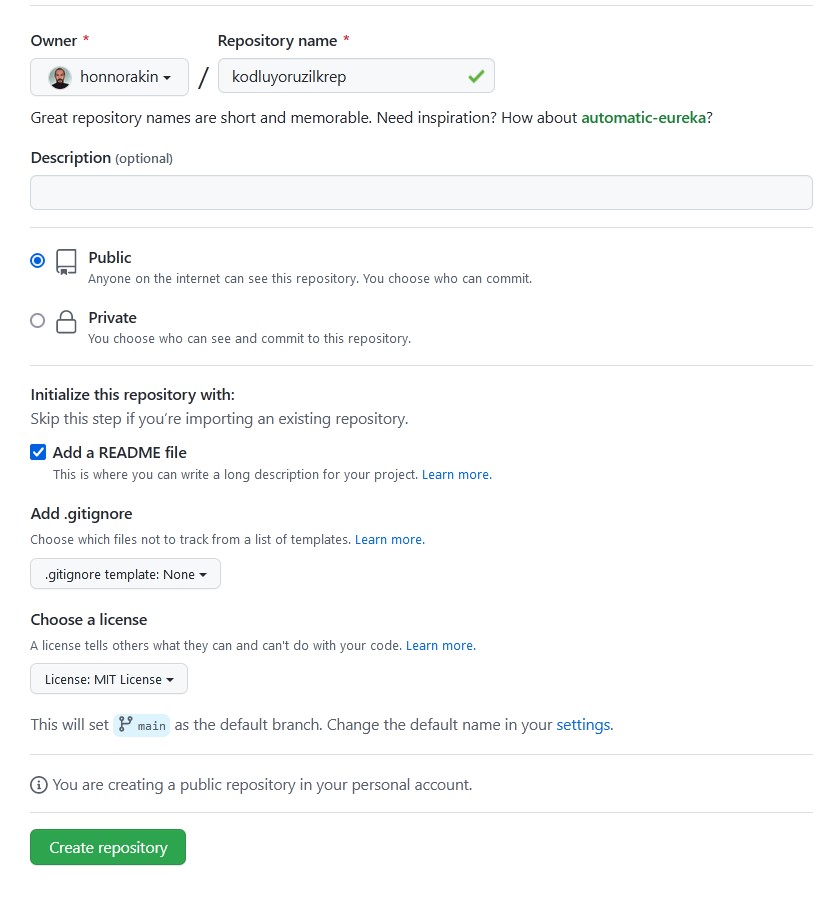 Owner * Repository name *
honnorakin / kodluyoruzilkrep
Great repository names are short and memorable. Need inspiration? How about automatic-eureka?
Description (optional)
Public
Anyone on the internet can see this repository. You choose who can commit.
Private
You choose who can see and commit to this repository.
Initialize this repository with:
Skip this step if you’re importing an existing repository.
Add a README file
This is where you can write a long description for your project. Learn more.
Add .gitignore
Choose which files not to track from a list of templates. Learn more.
.gitignore template: None
Choose a license
A license tells others what they can and can't do with your code. Learn more.
License: MIT License
This will set main as the default branch. Change the default name in your settings.
You are creating a public repository in your personal account.
Create repository